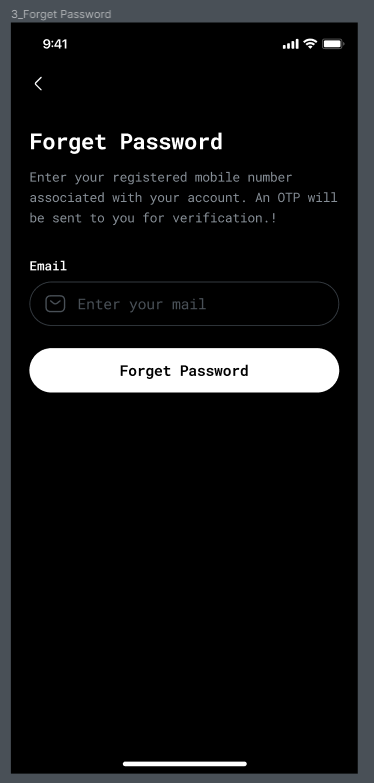 3_Forget Password
9:41
Forget Password
Enter your registered mobile number
associated with your account. An OTP will
be sent to you for verification.!
Email
Enter your mail
Forget Password